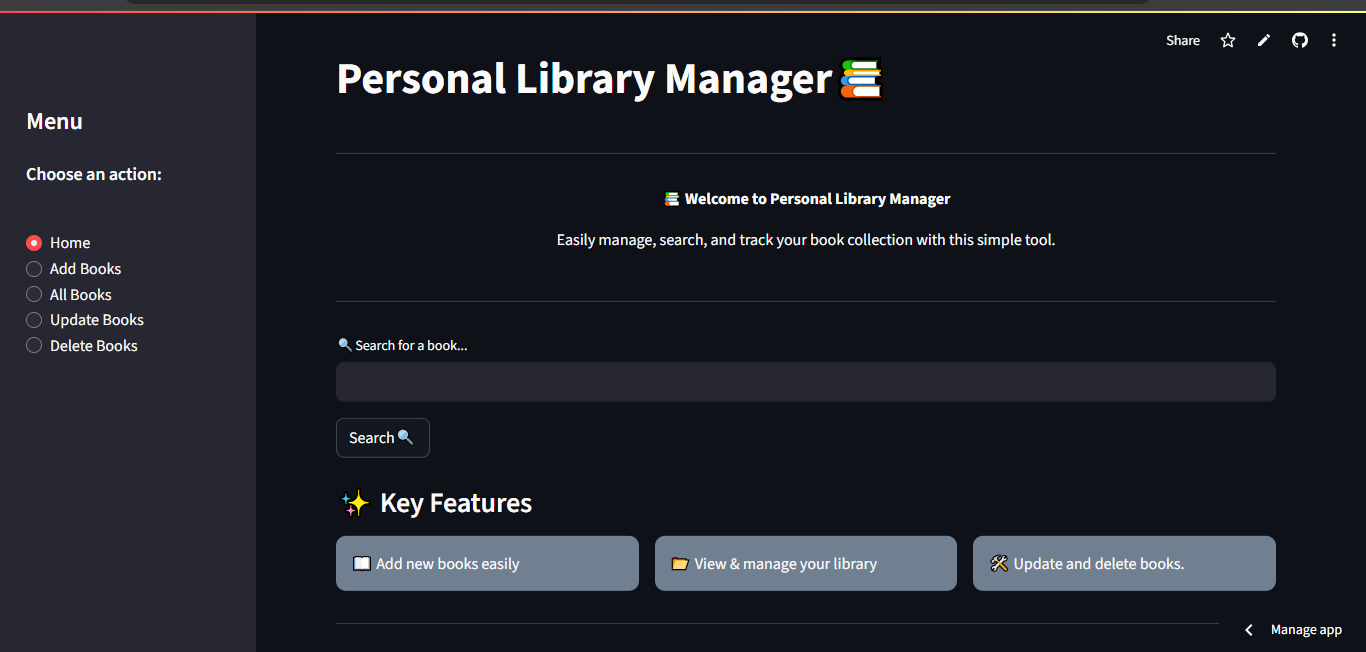 Share
Personal Library Manager📚
Menu
Choose an action:
Home
Add Books
All Books
Update Books
Delete Books
📚 Welcome to Personal Library Manager
Easily manage, search, and track your book collection with this simple tool.
🔍 Search for a book...
Search🔍
✨ Key Features
📖 Add new books easily
📂 View & manage your library
🛠 Update and delete books.
Manage app